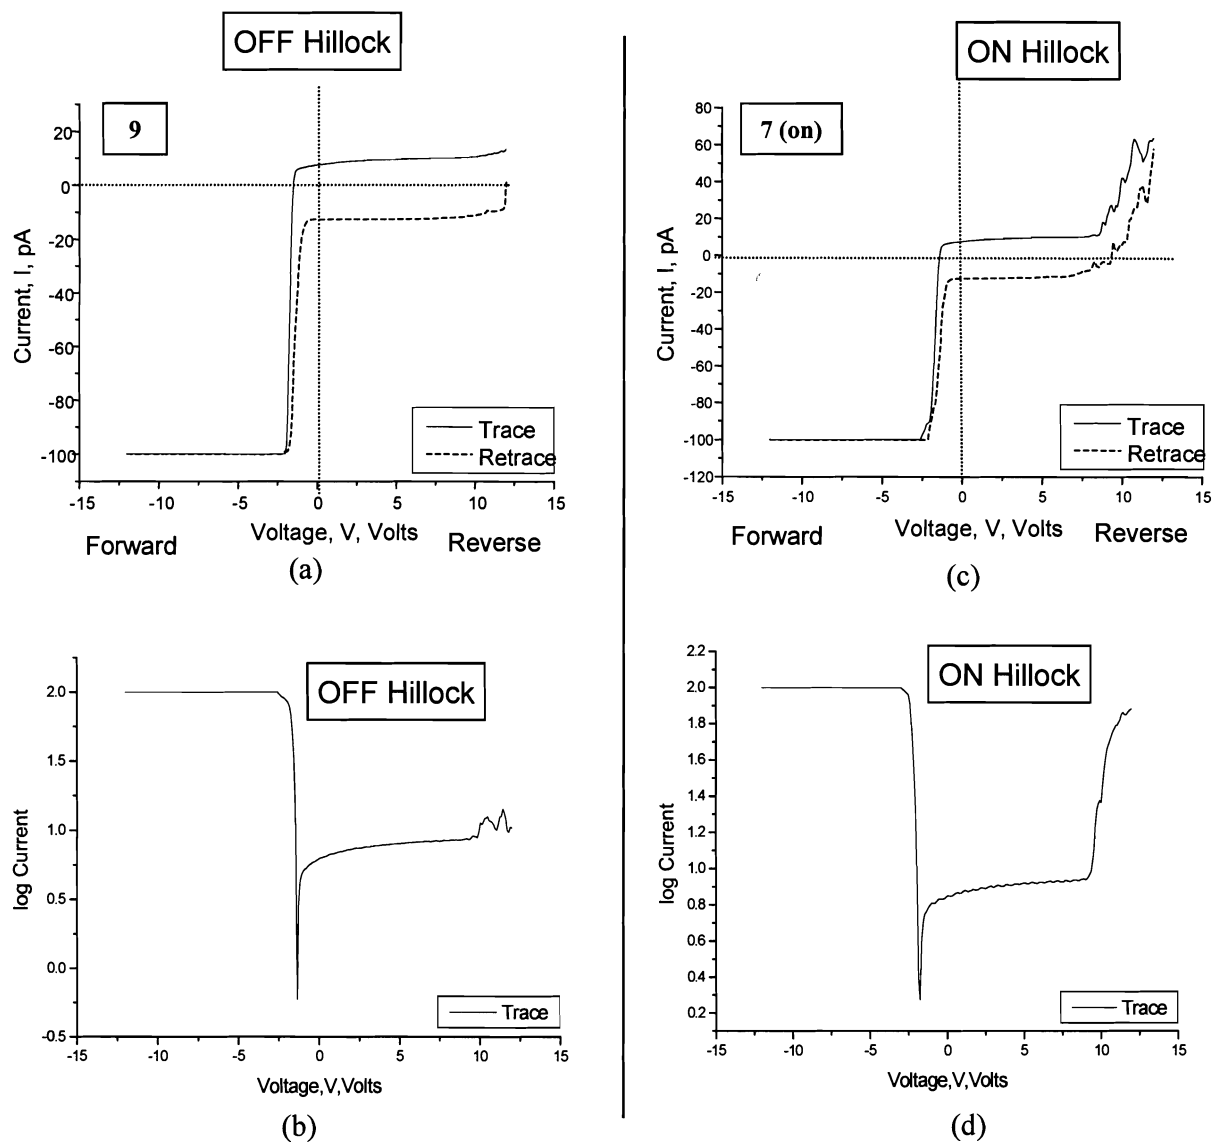 OFF Hillock
9
20
0
-20
-40
-60
-80
-100
Current, I, pA
Trace
Retrace
-15 -10 -5 0 5 10 15
Voltage, V, Volts
Forward Reverse
(a)
ON Hillock
7 (on)
80
60
40
20
0
-20
-40
-60
-80
-100
-120
Current, I, pA
Trace
Retrace
-15 -10 -5 0 5 10 15
Voltage, V, Volts
Forward Reverse
(c)
OFF Hillock
2.0
1.5
1.0
0.5
0.0
-0.5
log Current
Trace
-15 -10 -5 0 5 10 15
Voltage,V,Volts
(b)
ON Hillock
2.2
2.0
1.8
1.6
1.4
1.2
1.0
0.8
0.6
0.4
0.2
log Current
Trace
-15 -10 -5 0 5 10 15
Voltage,V,Volts
(d)